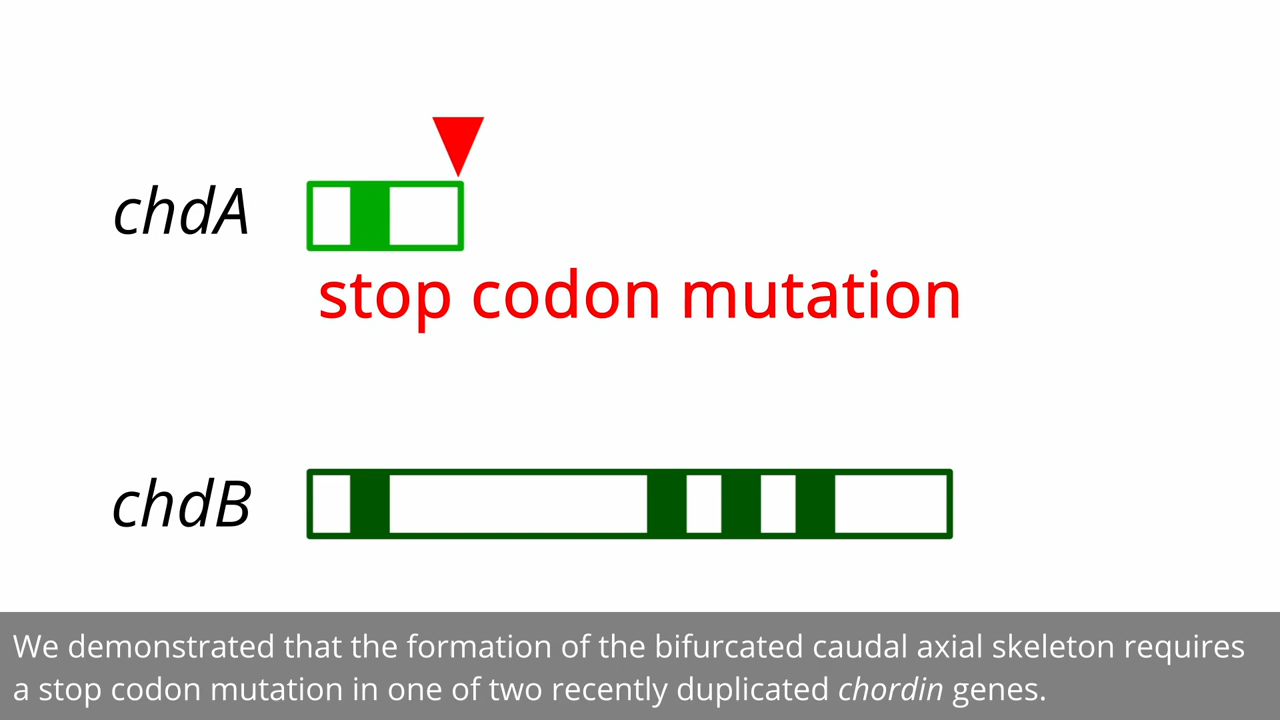 chdA
stop codon mutation
chdB
We demonstrated that the formation of the bifurcated caudal axial skeleton requires
a stop codon mutation in one of two recently duplicated chordin genes.